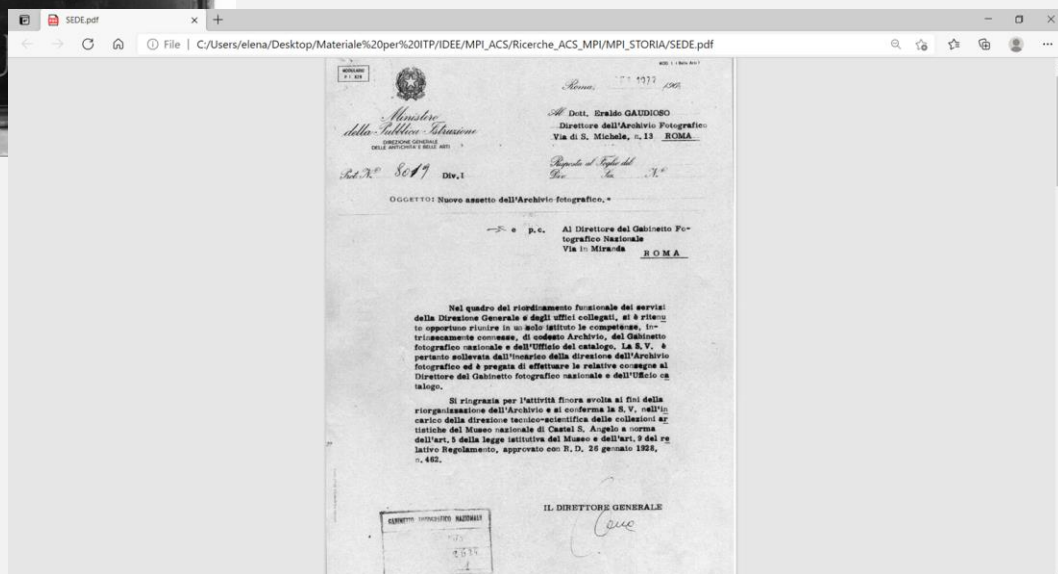 SEDE.pdf
File | C:/Users/elena/Desktop/Materiale%20per%20ITP/IDEE/MPI_ACS/Ricerche_ACS_MPI/MPI_STORIA/SEDE.pdf
MODULARIO
Roma,
Ministero
della Pubblica Istruzione
DIREZIONE GENERALE
DELLE ANTICHITÀ E BELLE ARTI
Al Dott. Eraldo GAUDIOSO
Direttore dell'Archivio Fotografico
Via di S. Michele, n. 13 ROMA
Prot. N.º 8019 Div. I
Risposta al Foglio del
Div. Sez. N.º
OGGETTO: Nuovo assetto dell'Archivio fotografico.
e p.c. Al Direttore del Gabinetto Fo-
tografico Nazionale
Via in Miranda
ROMA
Nel quadro del riordinamento funzionale dei servizi
della Direzione Generale e degli uffici collegati, si è ritenu
to opportuno riunire in un solo istituto le competenze, in-
trinsecamente connesse, di codesto Archivio, del Gabinetto
fotografico nazionale e dell'Ufficio del catalogo. La S.V. è
pertanto sollevata dall'incarico della direzione dell'Archivio
fotografico ed è pregata di effettuare le relative consegne al
Direttore del Gabinetto fotografico nazionale e dell'Ufficio ca
talogo.
Si ringrazia per l'attività finora svolta ai fini della
riorganizzazione dell'Archivio e si conferma la S.V. nell'in
carico della direzione tecnico-scientifica delle collezioni ar
tistiche del Museo nazionale di Castel S. Angelo a norma
dell'art. 5 della legge istitutiva del Museo e dell'art. 9 del re
lativo Regolamento, approvato con R.D. 26 gennaio 1928,
n. 462.
IL DIRETTORE GENERALE
GABINETTO FOTOGRAFICO NAZIONALE